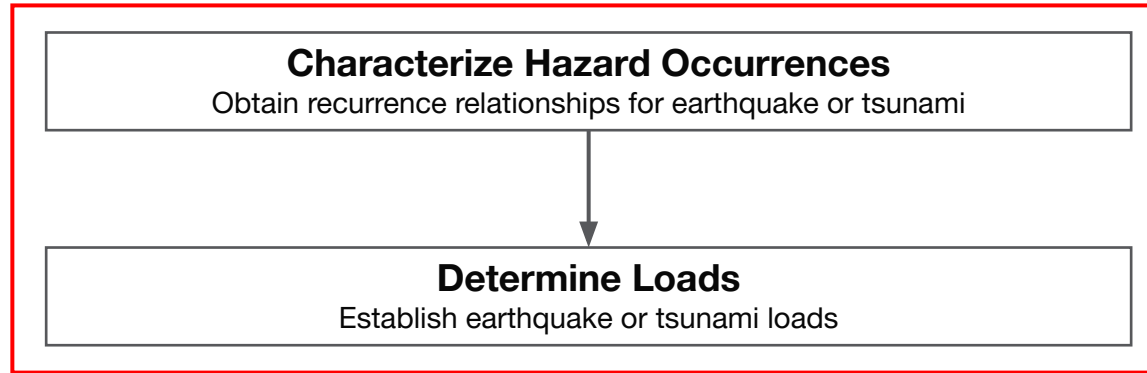 Characterize Hazard Occurrences
Obtain recurrence relationships for earthquake or tsunami
Determine Loads
Establish earthquake or tsunami loads